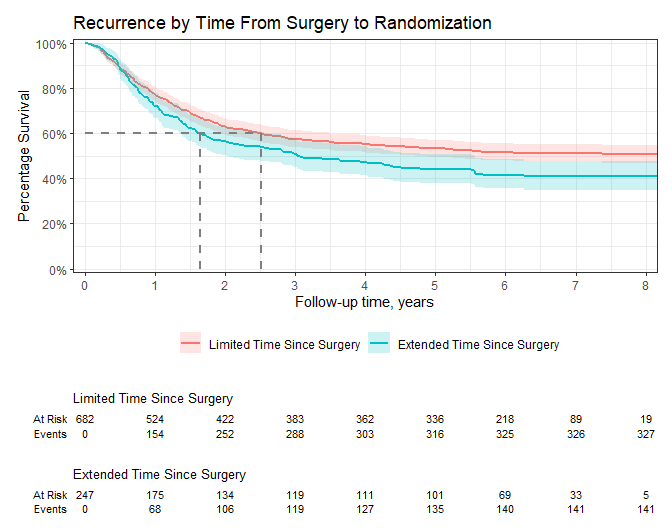 Recurrence by Time From Surgery to Randomization
Percentage Survival
100%
80%
60%
40%
20%
0%
0 1 2 3 4 5 6 7 8
Follow-up time, years
Limited Time Since Surgery Extended Time Since Surgery
Limited Time Since Surgery
At Risk 682 524 422 383 362 336 218 89 19
Events 0 154 252 288 303 316 325 326 327
Extended Time Since Surgery
At Risk 247 175 134 119 111 101 69 33 5
Events 0 68 106 119 127 135 140 141 141